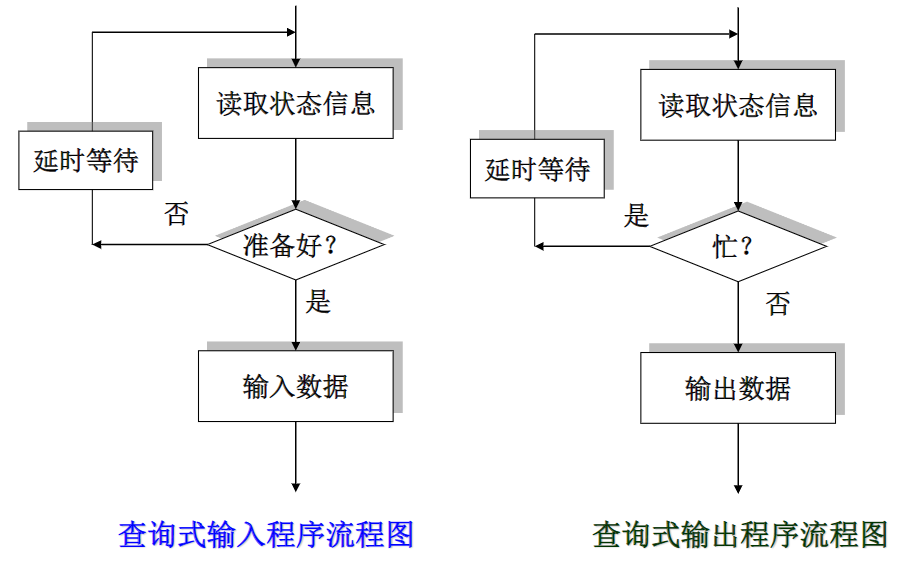 读取状态信息
延时等待
否
准备好？
是
输入数据
查询式输入程序流程图
读取状态信息
延时等待
是
忙？
否
输出数据
查询式输出程序流程图